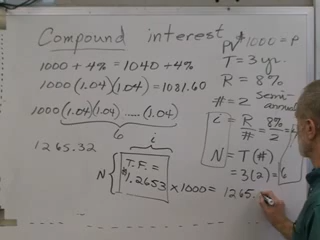 Compound interest
1000 + 4% = 1040 + 4%
1000 (1.04)(1.04) = 1081.60
1000 (1.04)(1.04) ..... (1.04)
6
1265.32
i
N { T.F. = $1.2653 x 1000 = 1265.
PV $1000 = P
T = 3 yr.
R = 8%
# = 2 semi-annual
i = R/# = 8%/2 =
N = T(#)
= 3(2) = 6